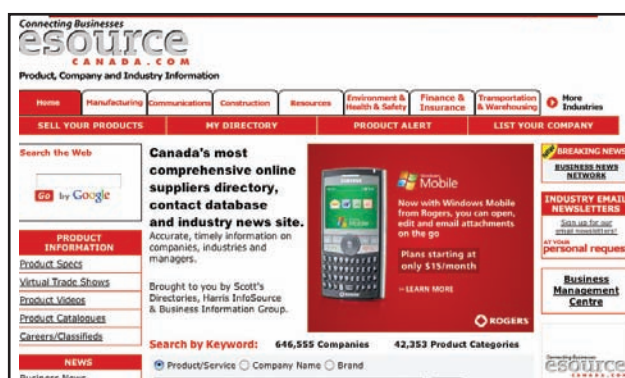 Connecting Businesses
esource
CANADA.COM
Product, Company and Industry Information
Home Manufacturing Communications Construction Resources Environment & Health & Safety Finance & Insurance Transportation & Warehousing More Industries
SELL YOUR PRODUCTS MY DIRECTORY PRODUCT ALERT LIST YOUR COMPANY
Search the Web
Go by Google
PRODUCT
INFORMATION
Product Specs
Virtual Trade Shows
Product Videos
Product Catalogues
Careers/Classifieds
NEWS
Business News
Canada's most
comprehensive online
suppliers directory,
contact database
and industry news site.
Accurate, timely information on
companies, industries and
managers.
Brought to you by Scott's
Directories, Harris InfoSource
& Business Information Group.
Windows
Mobile
Now with Windows Mobile
from Rogers, you can open,
edit and email attachments
on the go
Plans starting at
only $15/month
LEARN MORE
ROGERS
Search by Keyword: 646,555 Companies 42,353 Product Categories
Product/Service Company Name Brand
BREAKING NEWS
BUSINESS NEWS
NETWORK
INDUSTRY EMAIL
NEWSLETTERS
Sign up for our
email newsletters!
AT YOUR
personal request
Business
Management
Centre
Connecting Businesses
esource
CANADA.COM